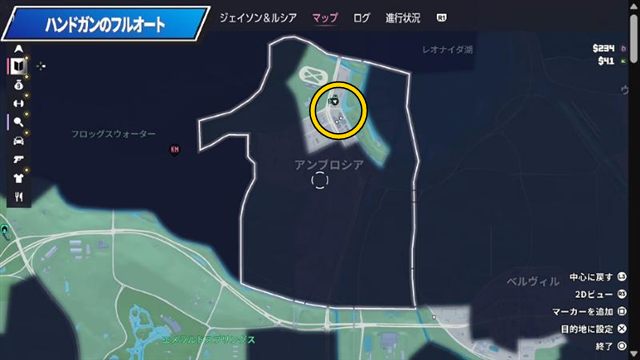 ハンドガンのフルオート
ジェイソン＆ルシア マップ ログ 進行状況 R1
レオナイダ湖
$234
$41
フロッグスウォーター
KM
アンブロシア
ベルヴィル
中心に戻す L3
2Dビュー R3
マーカーを追加
目的地に設定
終了